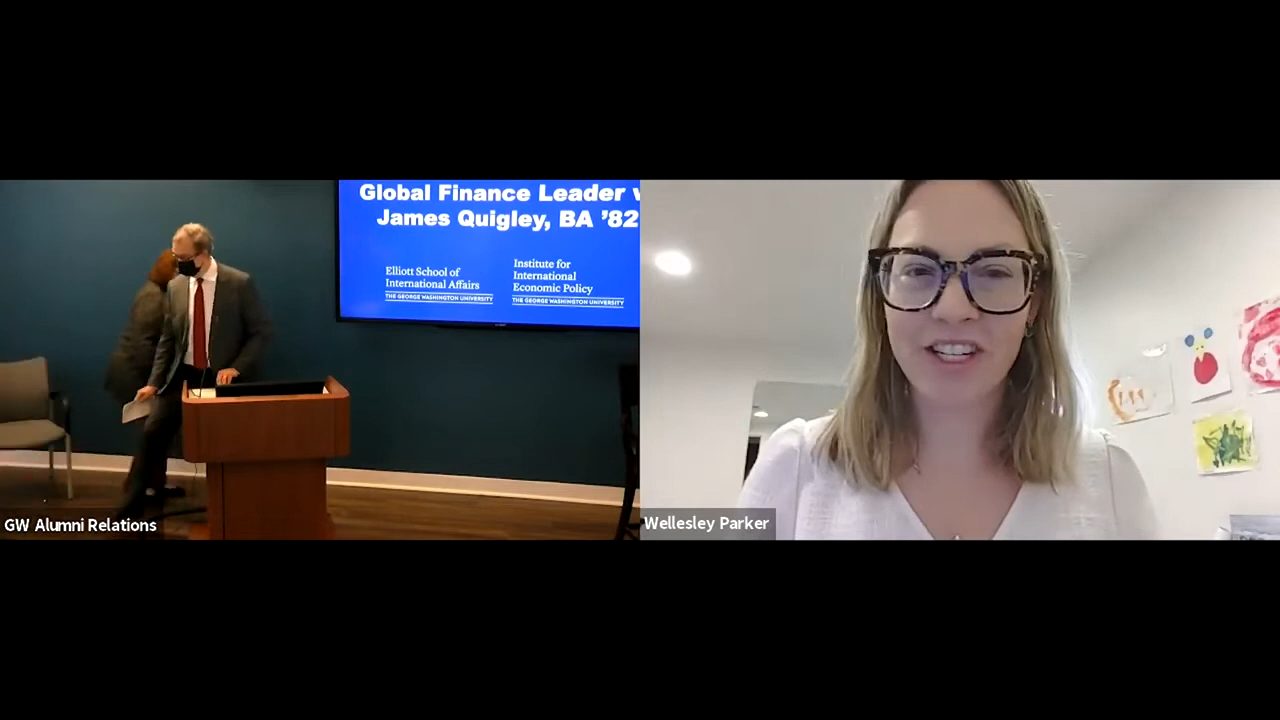 Global Finance Leader
James Quigley, BA ’82
Elliott School of
International Affairs
THE GEORGE WASHINGTON UNIVERSITY
Institute for
International
Economic Policy
THE GEORGE WASHINGTON UNIVERSITY
GW Alumni Relations
Wellesley Parker